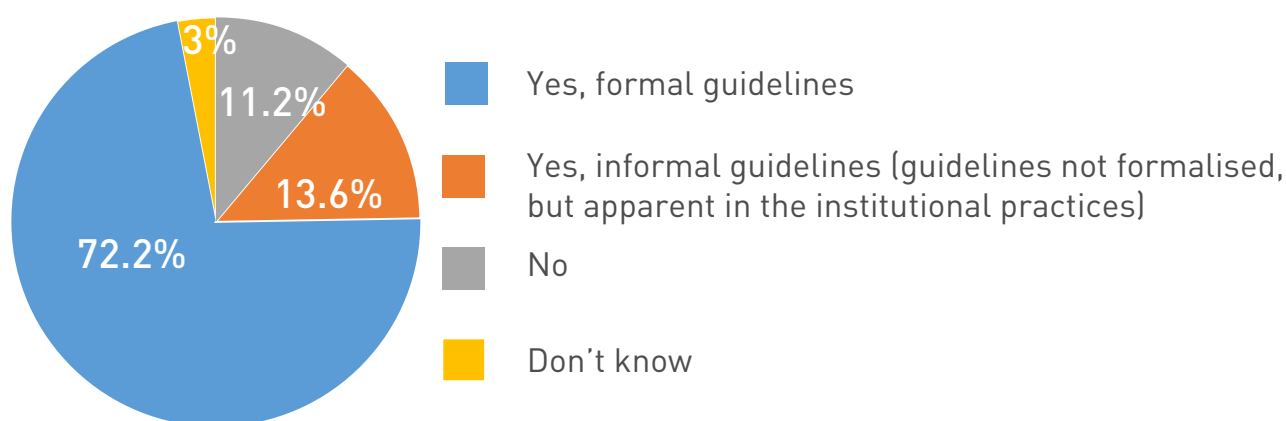 3%
11.2%
13.6%
72.2%
Yes, formal guidelines
Yes, informal guidelines (guidelines not formalised,
but apparent in the institutional practices)
No
Don’t know